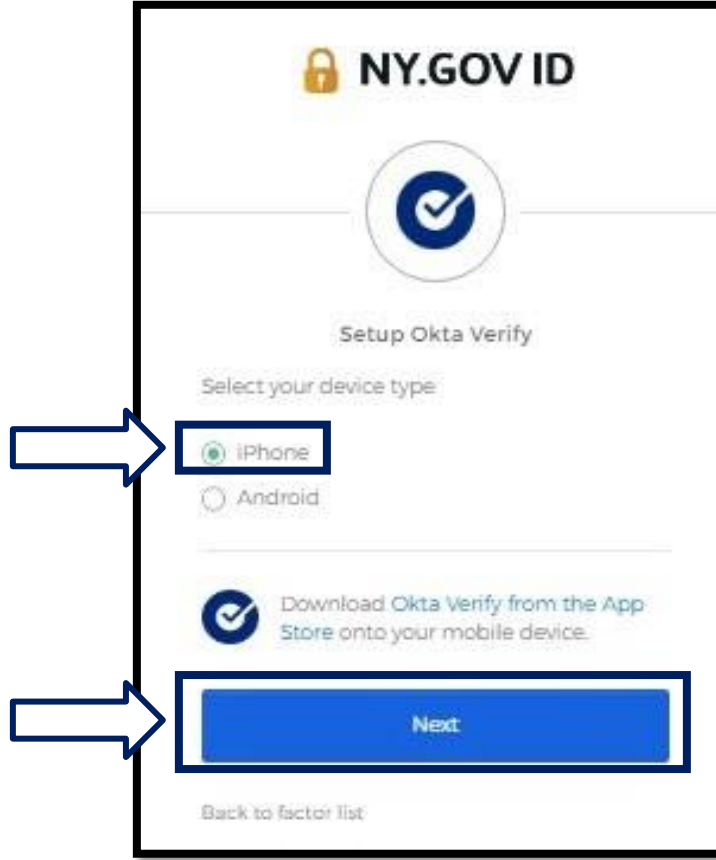 NY.GOV ID
Setup Okta Verify
Select your device type
iPhone
Android
Download Okta Verify from the App
Store onto your mobile device.
Next
Back to factor list